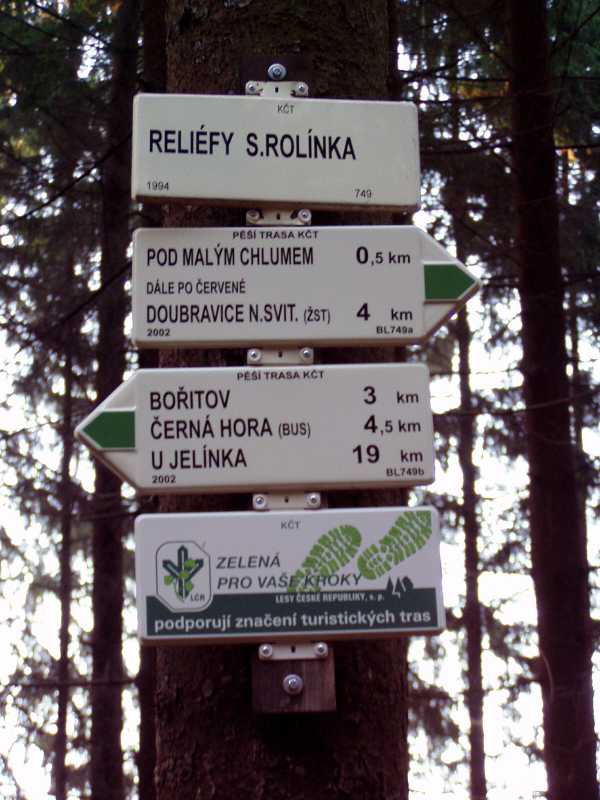 KČT
RELIÉFY S.ROLÍNKA
1994 749
PĚŠÍ TRASA KČT
POD MALÝM CHLUMEM 0,5 km
DÁLE PO ČERVENÉ
DOUBRAVICE N.SVIT. (ŽST) 4 km
2002 BL749a
PĚŠÍ TRASA KČT
BOŘITOV 3 km
ČERNÁ HORA (BUS) 4,5 km
U JELÍNKA 19 km
2002 BL749b
KČT
ZELENÁ
PRO VAŠE KROKY
LČR
LESY ČESKÉ REPUBLIKY, s. p.
podporují značení turistických tras